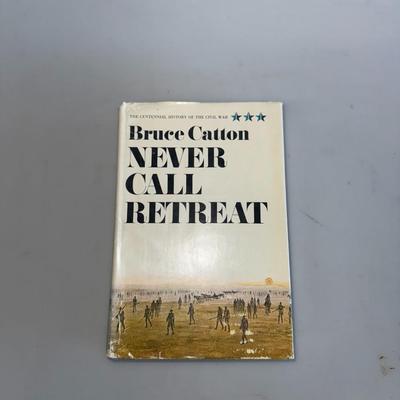 THE CENTENNIAL HISTORY OF THE CIVIL WAR
Bruce Catton
NEVER
CALL
RETREAT